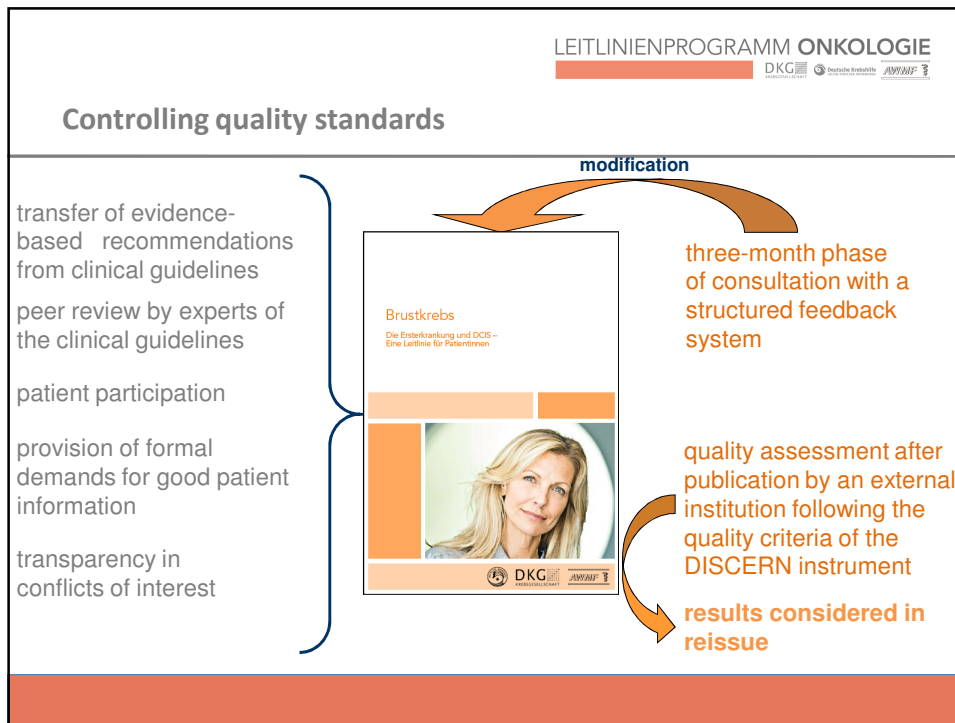 LEITLINIENPROGRAMM ONKOLOGIE
DKG
KREBSGESELLSCHAFT
Deutsche Krebshilfe
AWMF
Controlling quality standards
modification
transfer of evidence-
based recommendations
from clinical guidelines
peer review by experts of
the clinical guidelines
patient participation
provision of formal
demands for good patient
information
transparency in
conflicts of interest
Brustkrebs
Die Ersterkrankung und DCIS –
Eine Leitlinie für Patientinnen
DKG
KREBSGESELLSCHAFT
AWMF
three-month phase
of consultation with a
structured feedback
system
quality assessment after
publication by an external
institution following the
quality criteria of the
DISCERN instrument
results considered in
reissue